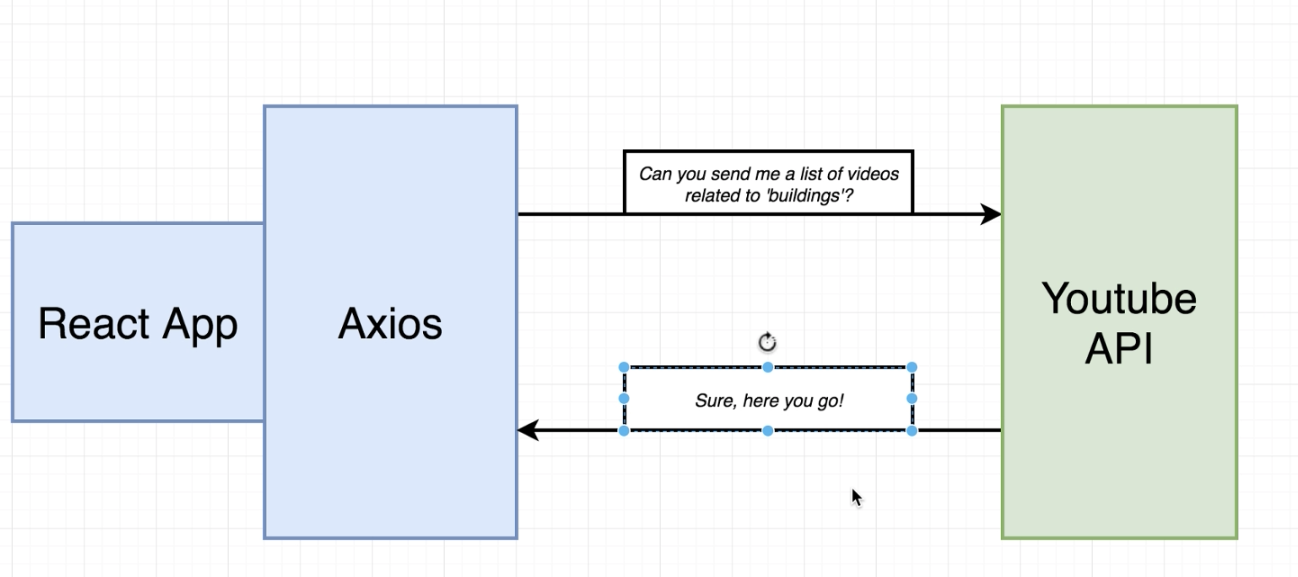 React App
Axios
Can you send me a list of videos
related to 'buildings'?
Sure, here you go!
Youtube
API